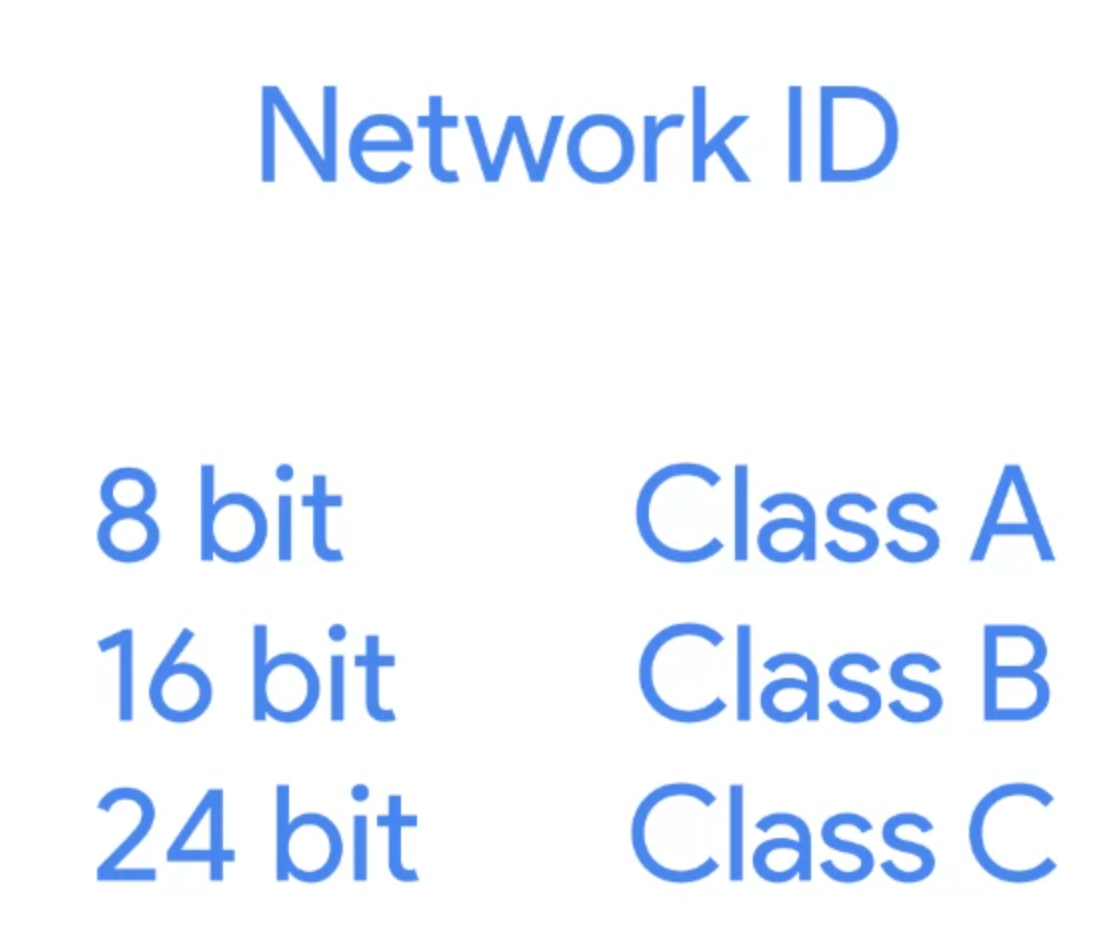 Network ID
8 bit Class A
16 bit Class B
24 bit Class C